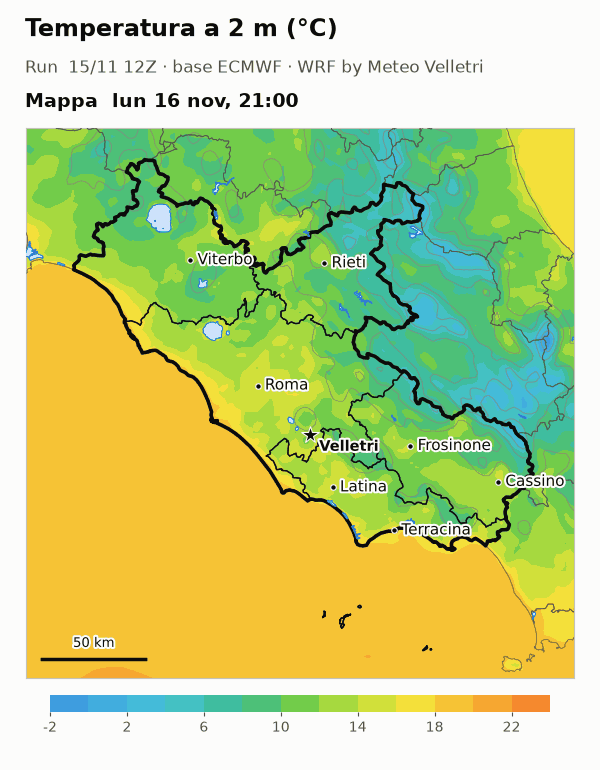 Temperatura a 2 m (°C)
Run  15/11 12Z · base ECMWF · WRF by Meteo Velletri
Mappa  lun 16 nov, 21:00
Viterbo
Rieti
Roma
Velletri
Frosinone
Cassino
Latina
Terracina
50 km
-2 2 6 10 14 18 22